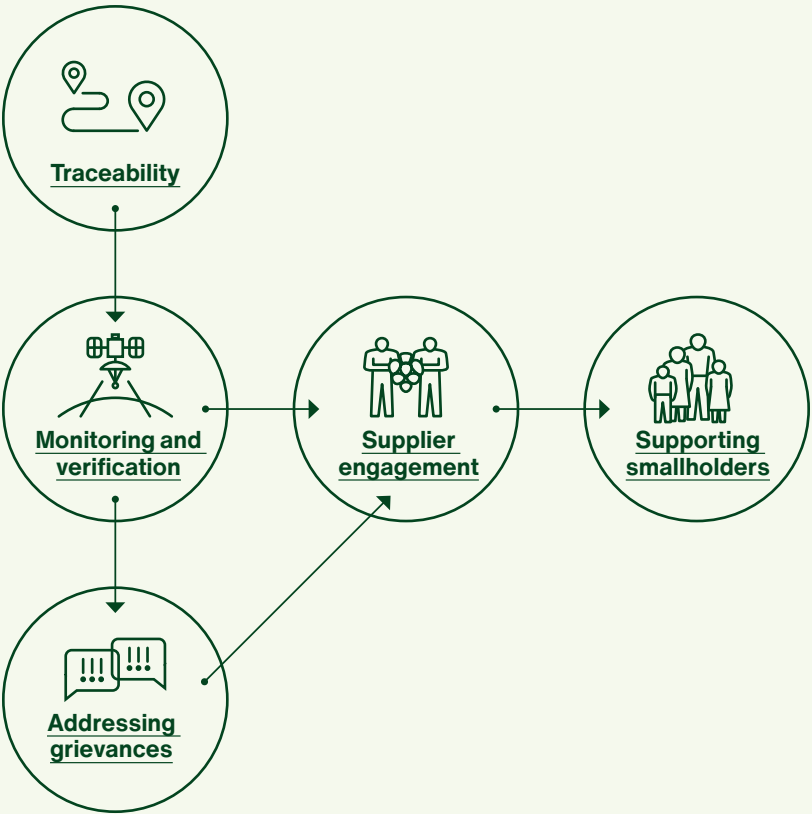 Traceability
Monitoring and
verification
Supplier
engagement
Supporting
smallholders
!!! !!!
Addressing
grievances